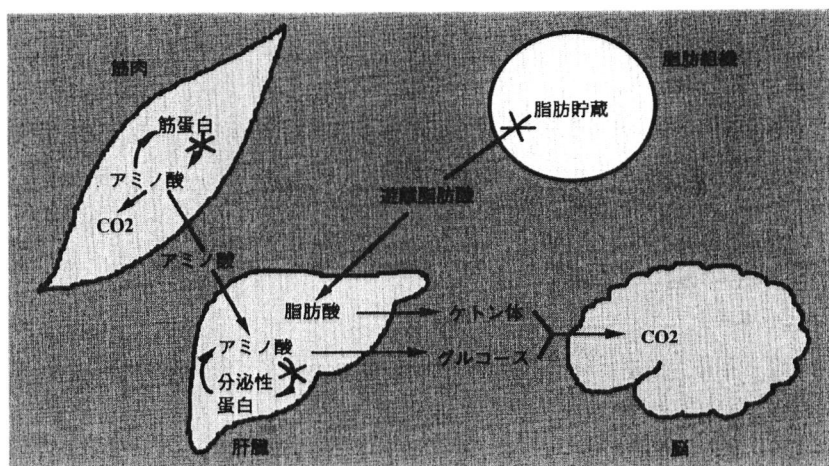 筋肉
脂肪組織
脂肪貯蔵
筋蛋白
アミノ酸
CO2
遊離脂肪酸
アミノ酸
脂肪酸
ケトン体
アミノ酸
グルコース
CO2
分泌性
蛋白
肝臓
脳